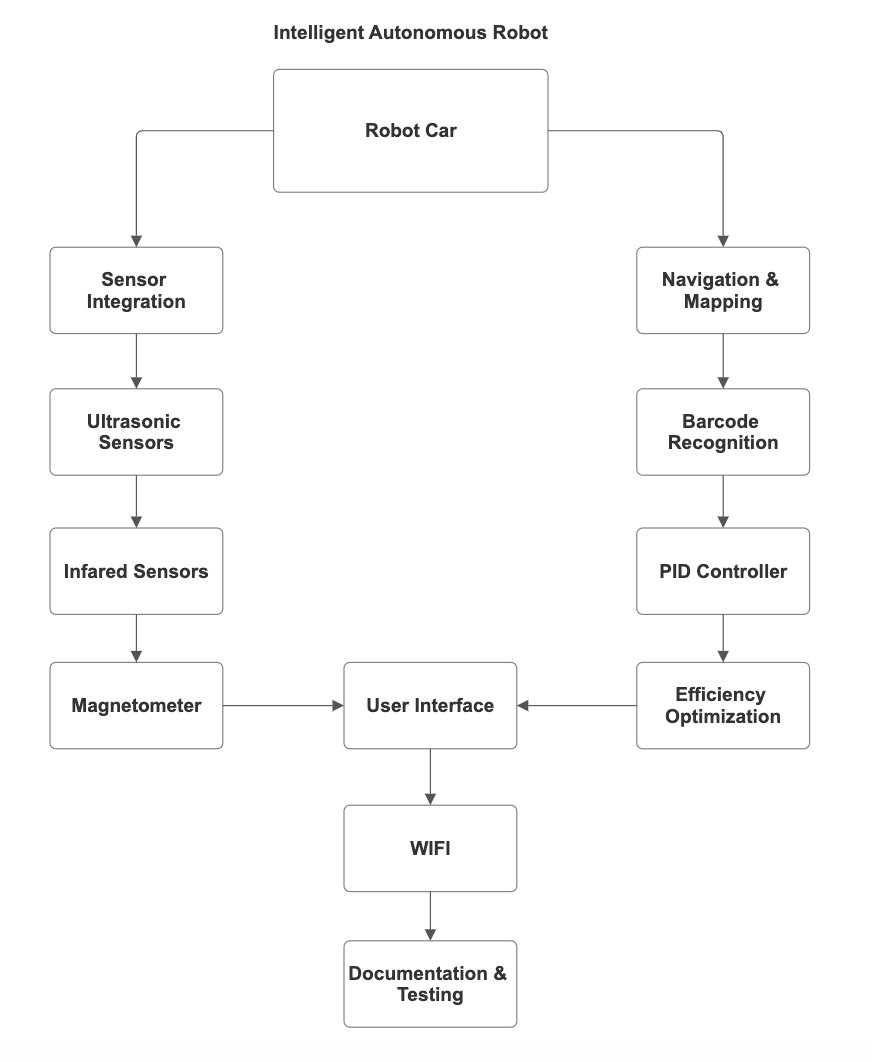 Intelligent Autonomous Robot
Robot Car
Sensor
Integration
Navigation &
Mapping
Ultrasonic
Sensors
Barcode
Recognition
Infared Sensors
PID Controller
Magnetometer
User Interface
Efficiency
Optimization
WIFI
Documentation &
Testing